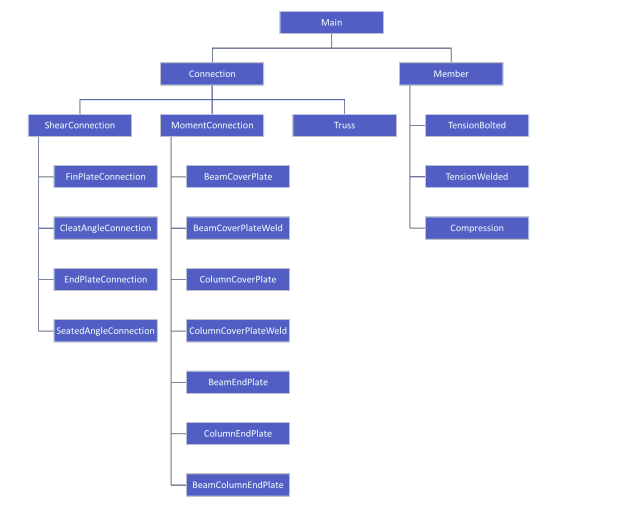 Main
Connection
Member
ShearConnection
MomentConnection
Truss
TensionBolted
FinPlateConnection
BeamCoverPlate
TensionWelded
CleatAngleConnection
BeamCoverPlateWeld
Compression
EndPlateConnection
ColumnCoverPlate
SeatedAngleConnection
ColumnCoverPlateWeld
BeamEndPlate
ColumnEndPlate
BeamColumnEndPlate